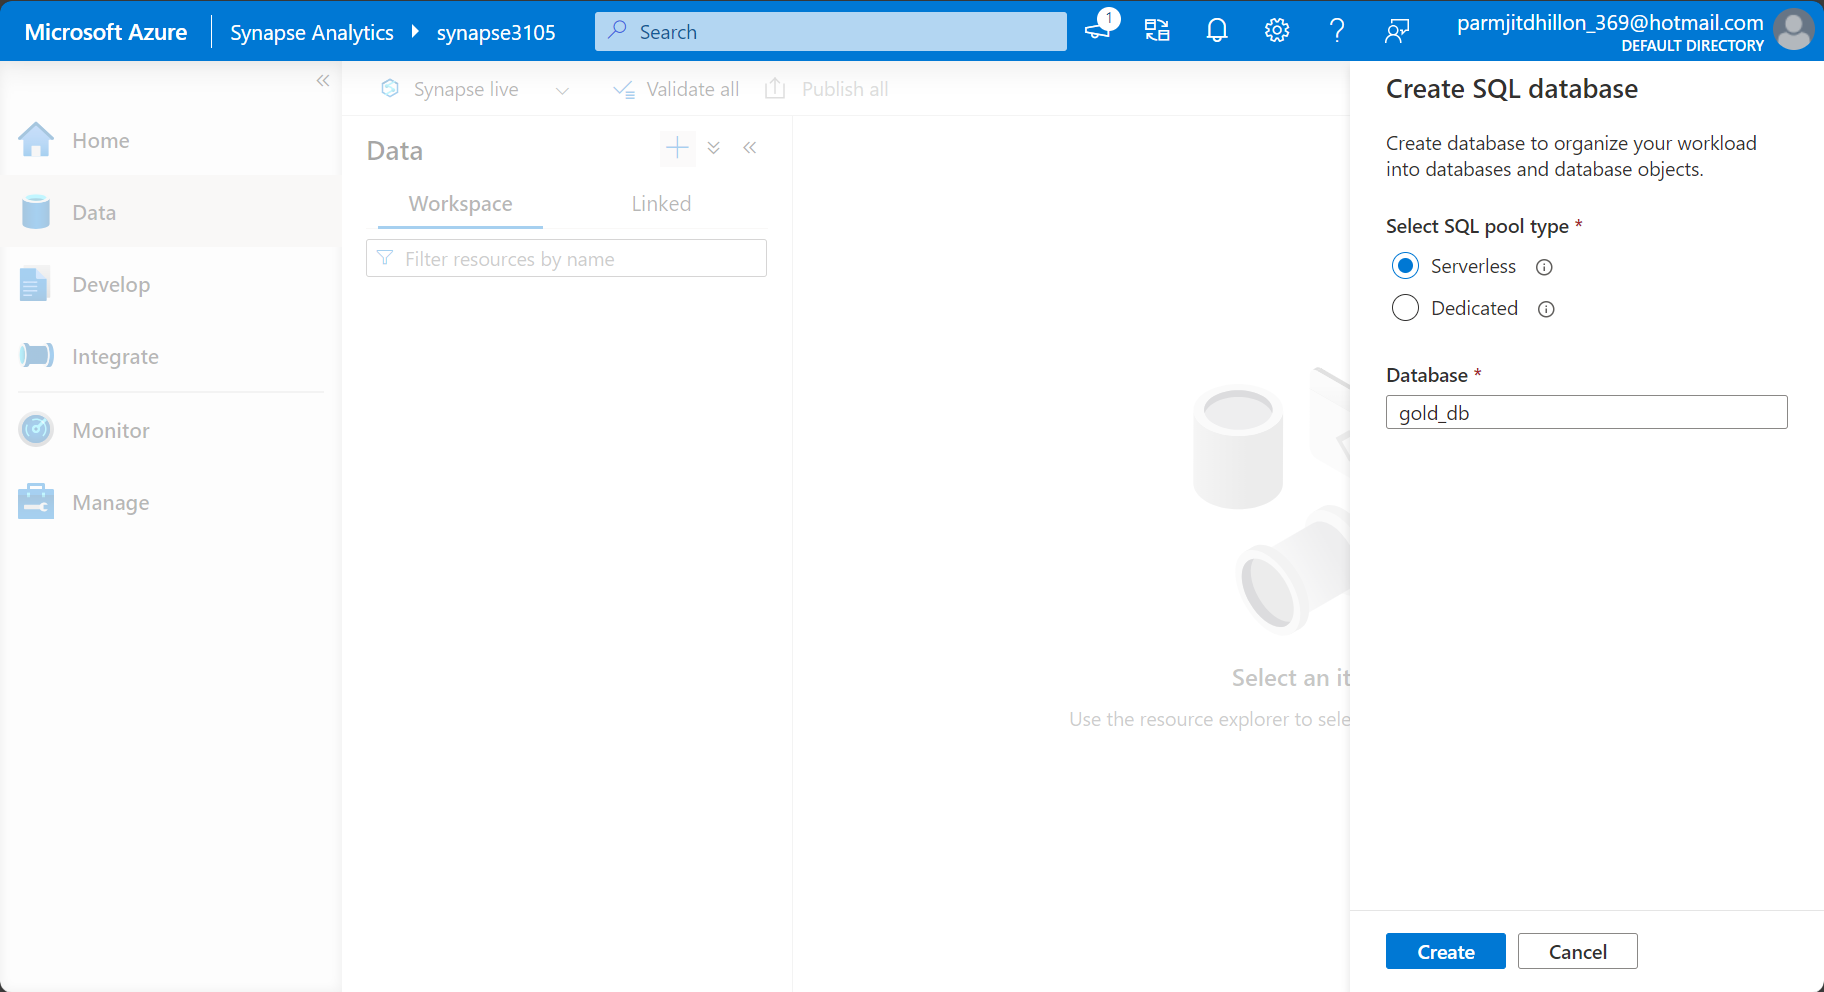 Microsoft Azure
Synapse Analytics
synapse3105
Search
1
parmjitdhillon_369@hotmail.com
DEFAULT DIRECTORY
Home
Data
Develop
Integrate
Monitor
Manage
Synapse live
Validate all
Publish all
Data
Workspace
Linked
Filter resources by name
Select an it
Use the resource explorer to sele
Create SQL database
Create database to organize your workload
into databases and database objects.
Select SQL pool type *
Serverless
Dedicated
Database *
gold_db
Create
Cancel